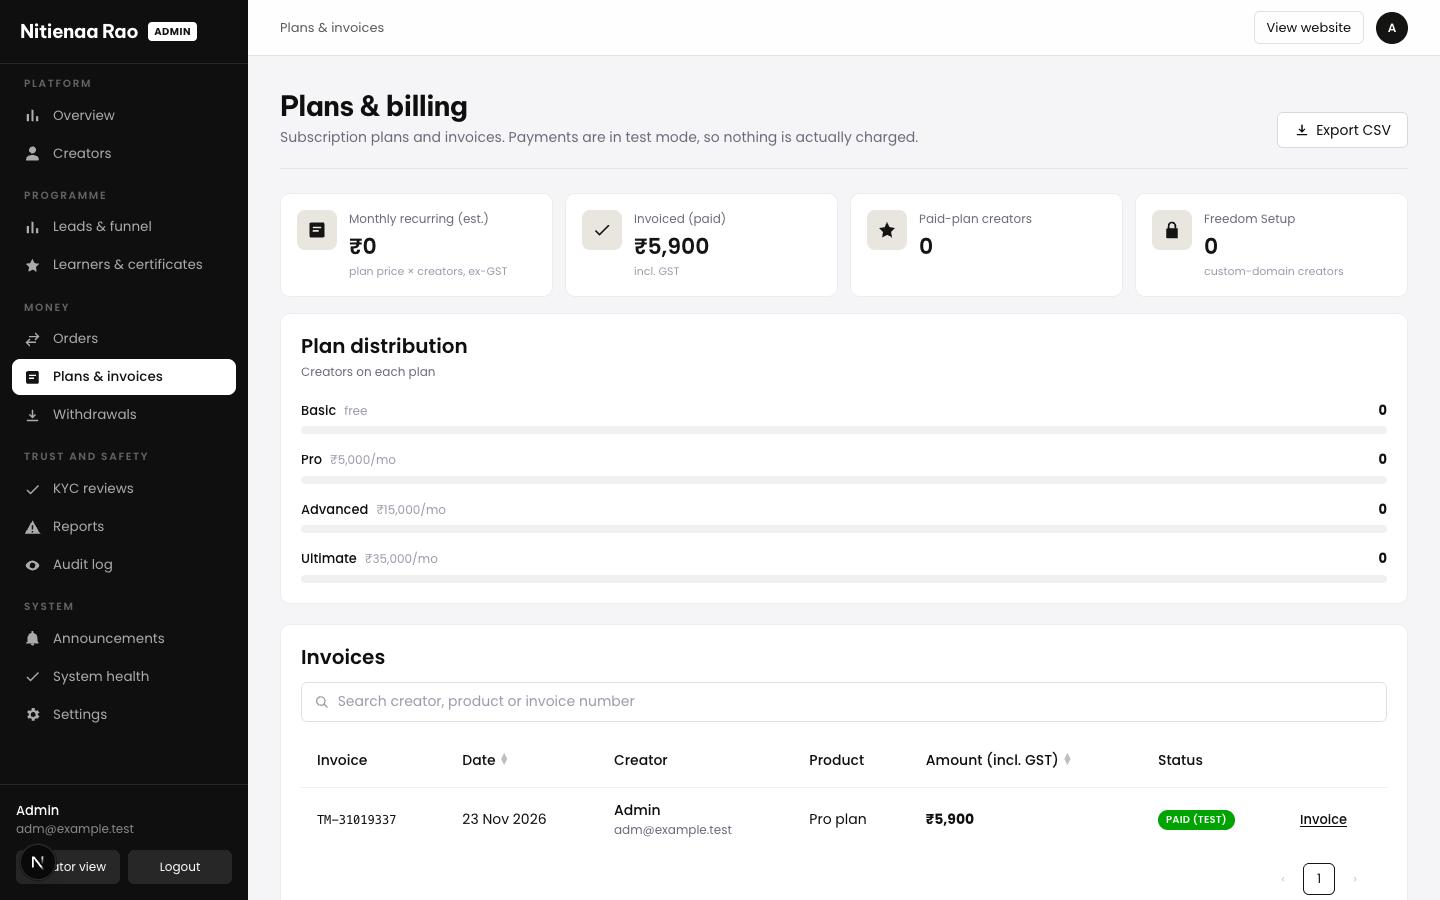 Nitienaa Rao ADMIN
PLATFORM
Overview
Creators
PROGRAMME
Leads & funnel
Learners & certificates
MONEY
Orders
Plans & invoices
Withdrawals
TRUST AND SAFETY
KYC reviews
Reports
Audit log
SYSTEM
Announcements
System health
Settings
Admin
adm@example.test
N
Logout
Plans & invoices
View website
A
Plans & billing
Subscription plans and invoices. Payments are in test mode, so nothing is actually charged.
Export CSV
Monthly recurring (est.)
₹0
plan price × creators, ex-GST
Invoiced (paid)
₹5,900
incl. GST
Paid-plan creators
0
Freedom Setup
0
custom-domain creators
Plan distribution
Creators on each plan
Basic free 0
Pro ₹5,000/mo 0
Advanced ₹15,000/mo 0
Ultimate ₹35,000/mo 0
Invoices
Search creator, product or invoice number
Invoice Date Creator Product Amount (incl. GST) Status
TM-31019337 23 Nov 2026 Admin Pro plan ₹5,900 PAID (TEST) Invoice
adm@example.test
‹ 1 ›